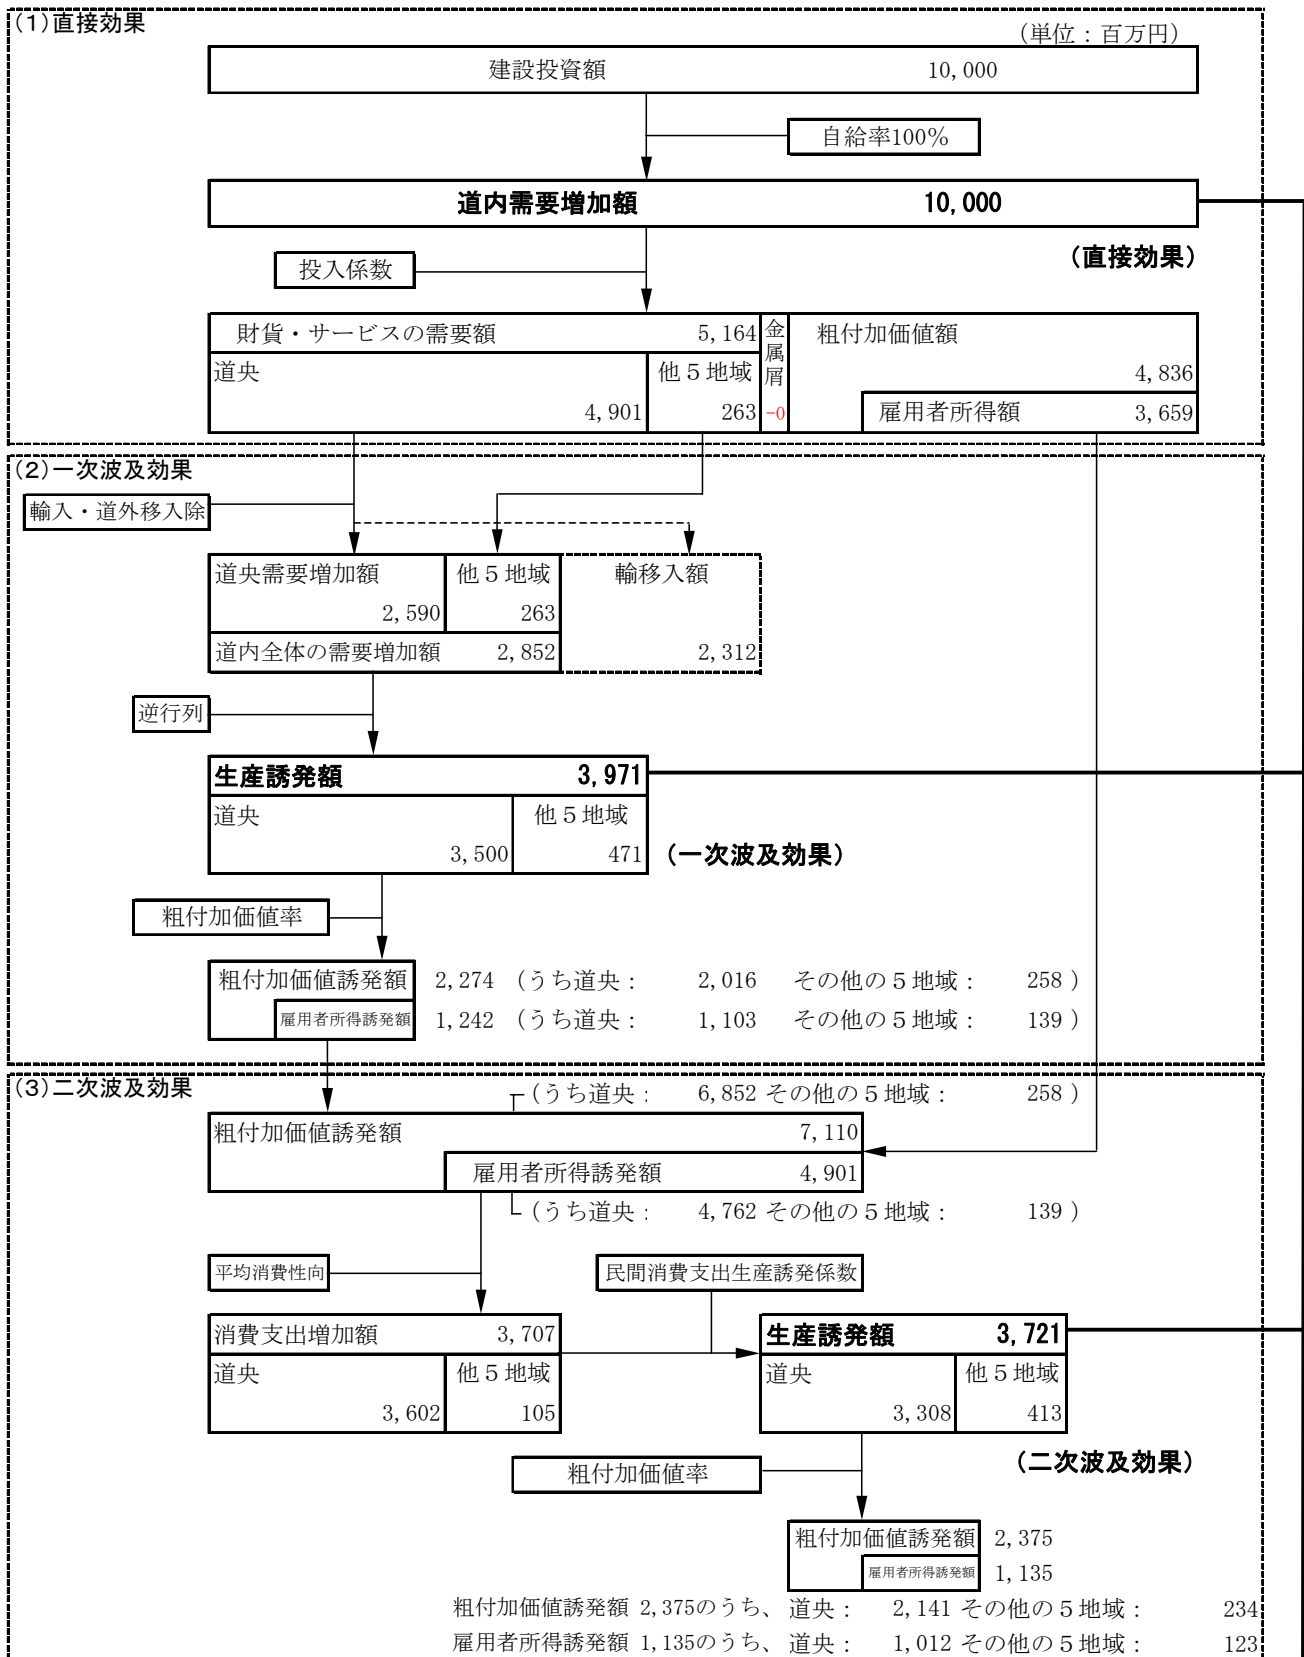 (1)直接効果
(単位：百万円)
建設投資額 10,000
自給率100％
道内需要増加額 10,000
(直接効果)
投入係数
財貨・サービスの需要額 5,164 金属屑 粗付加価値額
道央 他５地域 4,836
4,901 263 -0 雇用者所得額 3,659
(2)一次波及効果
輸入・道外移入除
道央需要増加額 他５地域 輸移入額
2,590 263
道内全体の需要増加額 2,852 2,312
逆行列
生産誘発額 3,971
道央 他５地域
3,500 471 (一次波及効果)
粗付加価値率
粗付加価値誘発額 2,274 (うち道央： 2,016 その他の５地域： 258 )
雇用者所得誘発額 1,242 (うち道央： 1,103 その他の５地域： 139 )
(3)二次波及効果
(うち道央： 6,852 その他の５地域： 258 )
粗付加価値誘発額 7,110
雇用者所得誘発額 4,901
(うち道央： 4,762 その他の５地域： 139 )
平均消費性向 民間消費支出生産誘発係数
消費支出増加額 3,707 生産誘発額 3,721
道央 他５地域 道央 他５地域
3,602 105 3,308 413
(二次波及効果)
粗付加価値率
粗付加価値誘発額 2,375
雇用者所得誘発額 1,135
粗付加価値誘発額 2,375のうち、 道央： 2,141 その他の５地域： 234
雇用者所得誘発額 1,135のうち、 道央： 1,012 その他の５地域： 123